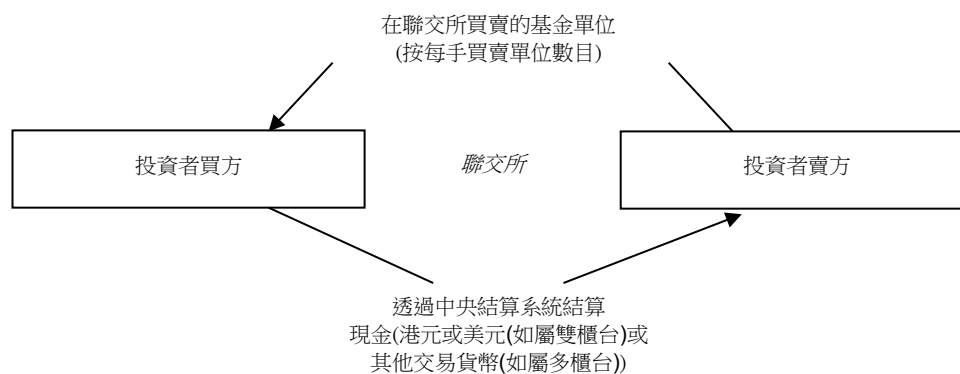 在聯交所買賣的基金單位
(按每手買賣單位數目)
投資者買方
聯交所
投資者賣方
透過中央結算系統結算
現金(港元或美元(如屬雙櫃台)或
其他交易貨幣(如屬多櫃台))